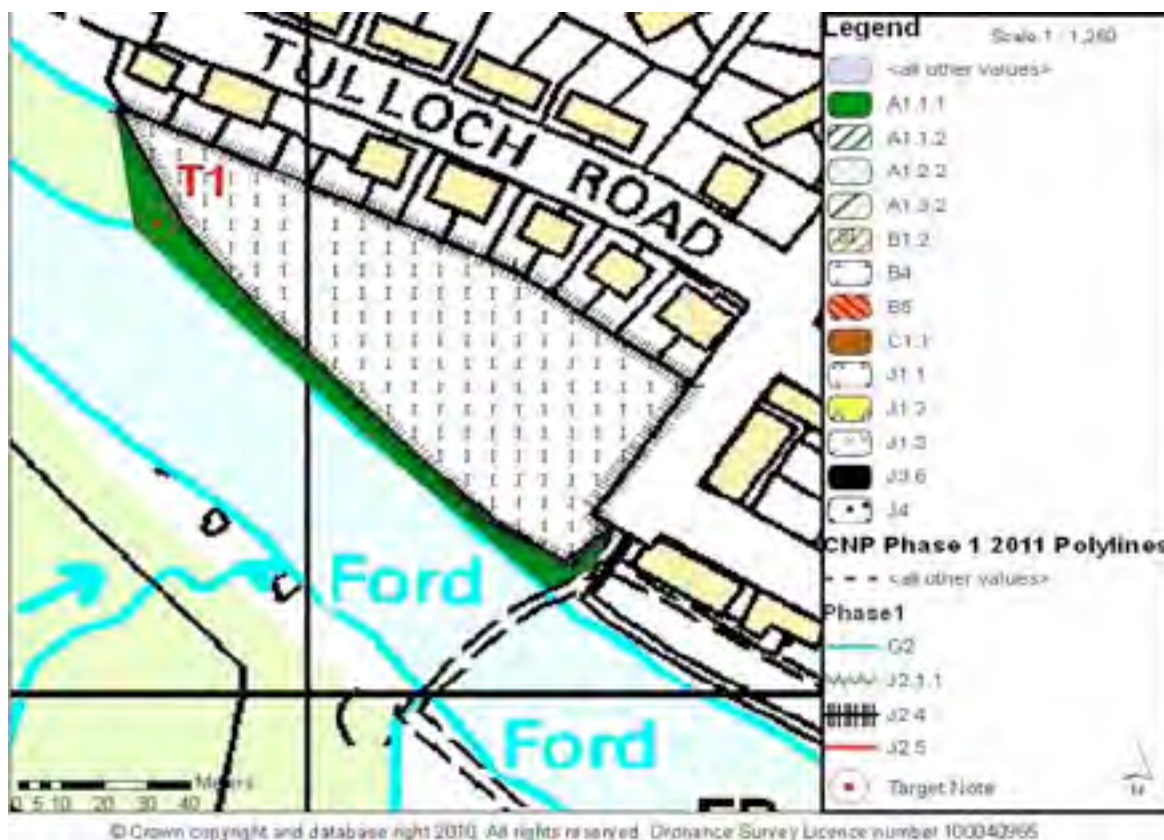 TULLOCH ROAD
T1
Ford
Ford
Meters
0 5 10 20 30 40
Legend
Scale 1 : 1,260
<all other values>
A1.1.1
A1.1.2
A1.2.2
A1.3.2
B1.2
B4
B5
C1.1
J1.1
J1.2
J1.3
J3.6
J4
CNP Phase 1 2011 Polylines
<all other values>
Phase1
G2
J2.1.1
J2.4
J2.5
Target Note
N
© Crown copyright and database right 2010. All rights reserved. Ordnance Survey Licence number 100040965